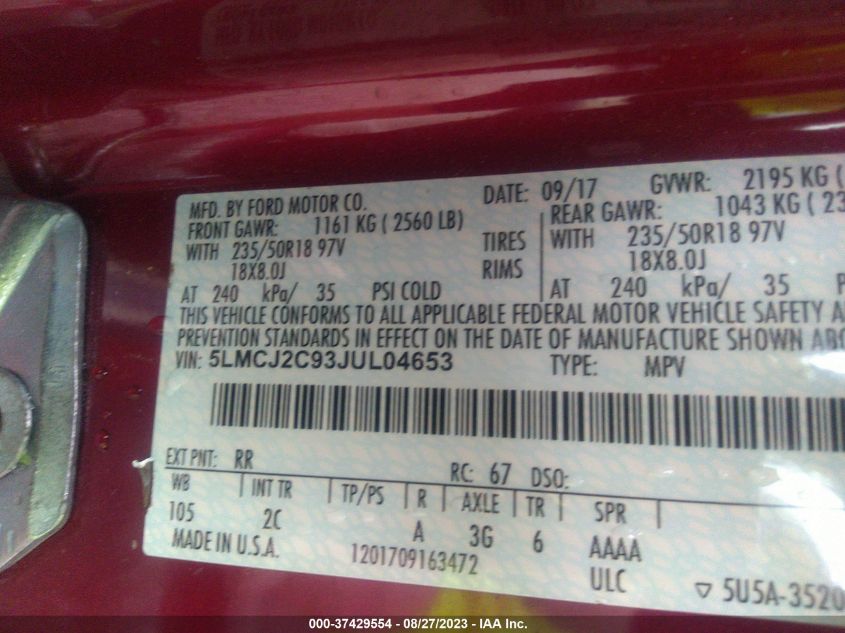 MFD. BY FORD MOTOR CO. DATE: 09/17 GVWR: 2195 KG (
FRONT GAWR: 1161 KG ( 2560 LB) REAR GAWR: 1043 KG ( 23
WITH 235/50R18 97V TIRES WITH 235/50R18 97V
18X8.0J RIMS 18X8.0J
AT 240 kPa/ 35 PSI COLD AT 240 kPa/ 35 P
THIS VEHICLE CONFORMS TO ALL APPLICABLE FEDERAL MOTOR VEHICLE SAFETY A
PREVENTION STANDARDS IN EFFECT ON THE DATE OF MANUFACTURE SHOWN ABO
VIN: 5LMCJ2C93JUL04653 TYPE: MPV
EXT PNT: RR RC: 67 DSO:
WB INT TR TP/PS R AXLE TR SPR
105 2C A 3G 6 AAAA
MADE IN U.S.A. 1201709163472 ULC 5U5A-3520
000-37429554 - 08/27/2023 - IAA Inc.